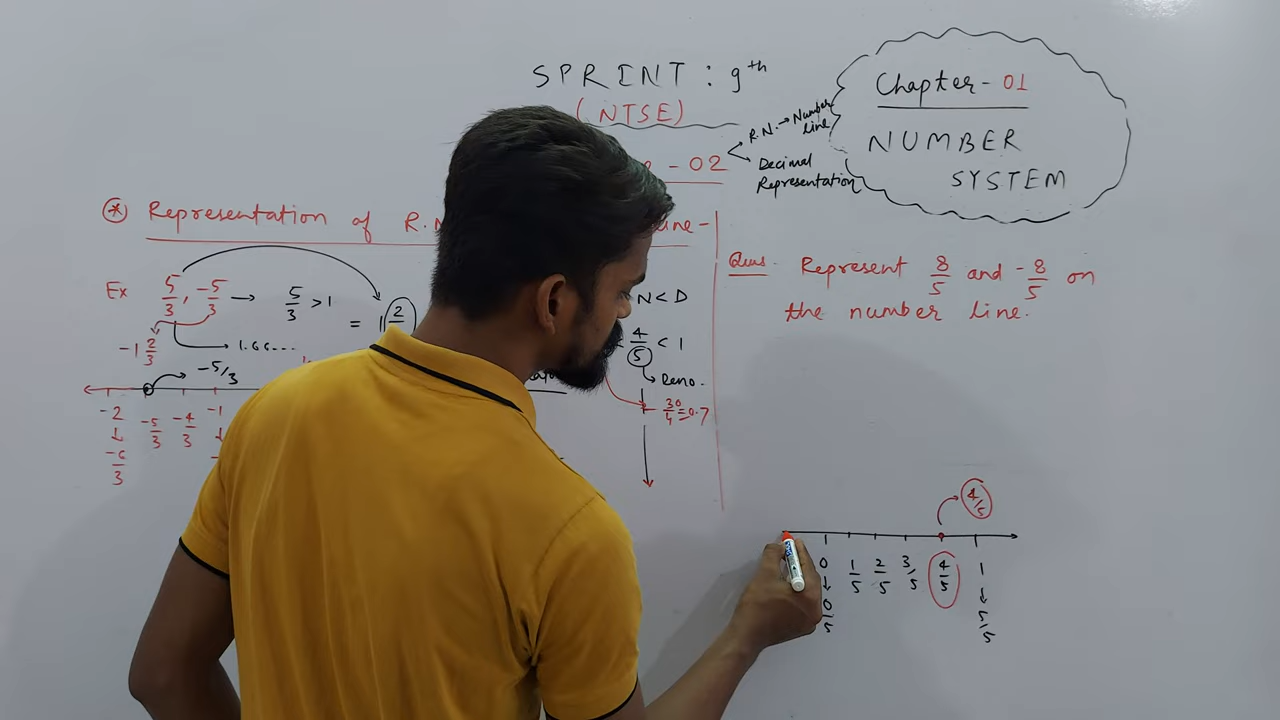 SPRINT : 9th
(NTSE)
- 02
R.N. → Number line
Decimal Representation
Chapter - 01
NUMBER
SYSTEM
Representation of R.N
line -
Ex 5/3, -5/3 → 5/3 > 1
= 1 2/3
-1 2/3
1.66....
-5/3
-2 -5/3 -4/3 -1
-6/3
N < D
4/5 < 1
Deno.
30/4 = 0.7
Ques. Represent 8/5 and -8/5 on
the number line.
4/5
0 1/5 2/5 3/5 4/5 1
0/5 5/5